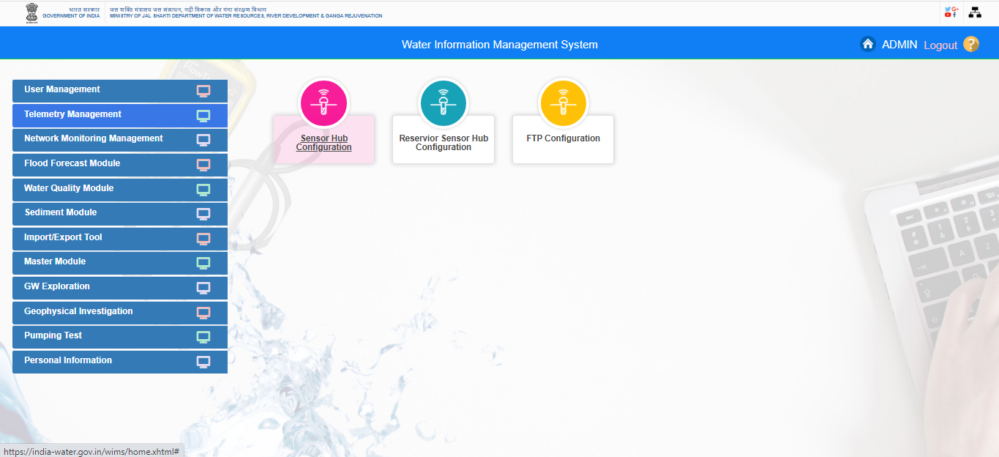 भारत सरकार
GOVERNMENT OF INDIA
जल शक्ति मंत्रालय जल संसाधन, नदी विकास और गंगा संरक्षण विभाग
MINISTRY OF JAL SHAKTI DEPARTMENT OF WATER RESOURCES, RIVER DEVELOPMENT & GANGA REJUVENATION
Water Information Management System
ADMIN
Logout
?
User Management
Telemetry Management
Network Monitoring Management
Flood Forecast Module
Water Quality Module
Sediment Module
Import/Export Tool
Master Module
GW Exploration
Geophysical Investigation
Pumping Test
Personal Information
Sensor Hub
Configuration
Reservior Sensor Hub
Configuration
FTP Configuration
https://india-water.gov.in/wims/home.xhtml#